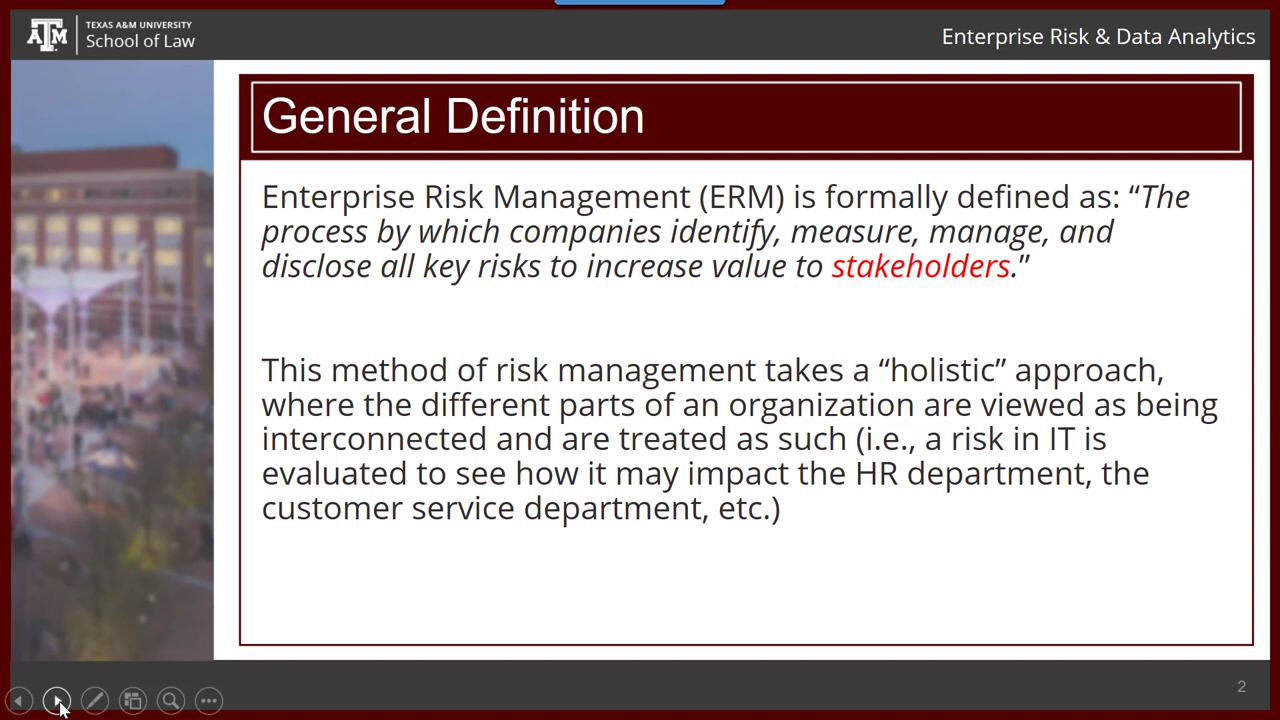 TEXAS A&M UNIVERSITY
School of Law
Enterprise Risk & Data Analytics
General Definition
Enterprise Risk Management (ERM) is formally defined as: “The
process by which companies identify, measure, manage, and
disclose all key risks to increase value to stakeholders.”
This method of risk management takes a “holistic” approach,
where the different parts of an organization are viewed as being
interconnected and are treated as such (i.e., a risk in IT is
evaluated to see how it may impact the HR department, the
customer service department, etc.)
2